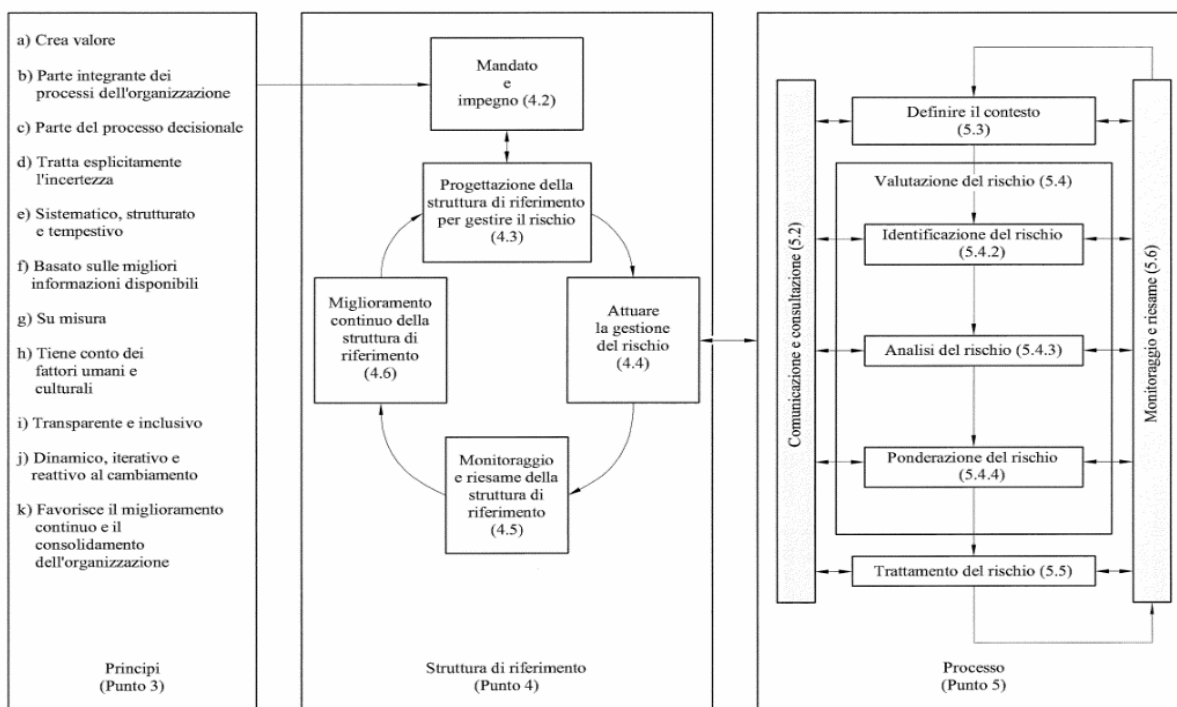 a) Crea valore
b) Parte integrante dei
processi dell'organizzazione
c) Parte del processo decisionale
d) Tratta esplicitamente
l'incertezza
e) Sistematico, strutturato
e tempestivo
f) Basato sulle migliori
informazioni disponibili
g) Su misura
h) Tiene conto dei
fattori umani e
culturali
i) Transparente e inclusivo
j) Dinamico, iterativo e
reattivo al cambiamento
k) Favorisce il miglioramento
continuo e il
consolidamento
dell'organizzazione
Principi
(Punto 3)
Mandato
e
impegno (4.2)
Progettazione della
struttura di riferimento
per gestire il rischio
(4.3)
Miglioramento
continuo della
struttura di
riferimento
(4.6)
Attuare
la gestione
del rischio
(4.4)
Monitoraggio
e riesame della
struttura di
riferimento
(4.5)
Struttura di riferimento
(Punto 4)
Comunicazione e consultazione (5.2)
Definire il contesto
(5.3)
Valutazione del rischio (5.4)
Identificazione del rischio
(5.4.2)
Analisi del rischio (5.4.3)
Ponderazione del rischio
(5.4.4)
Trattamento del rischio (5.5)
Monitoraggio e riesame (5.6)
Processo
(Punto 5)